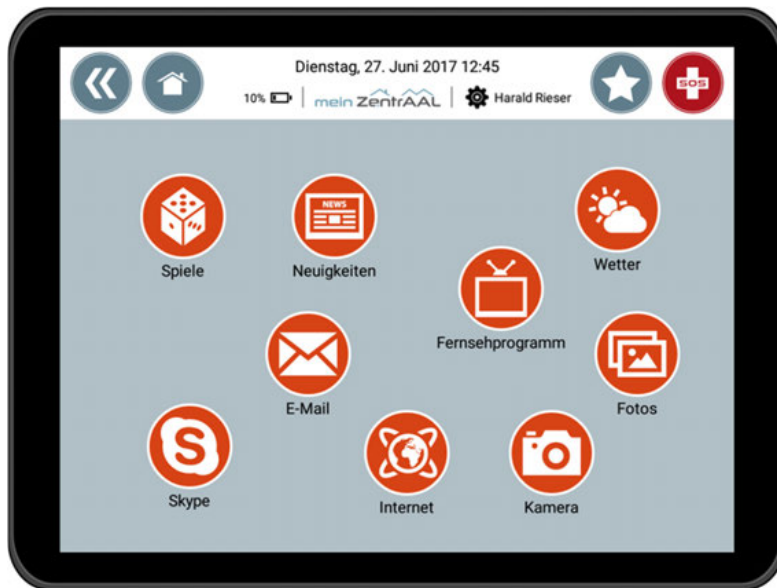 Dienstag, 27. Juni 2017 12:45
10%
mein ZentrAAL
Harald Rieser
SOS
Spiele
NEWS
Neuigkeiten
Wetter
Fernsehprogramm
E-Mail
Fotos
S
Skype
Internet
Kamera